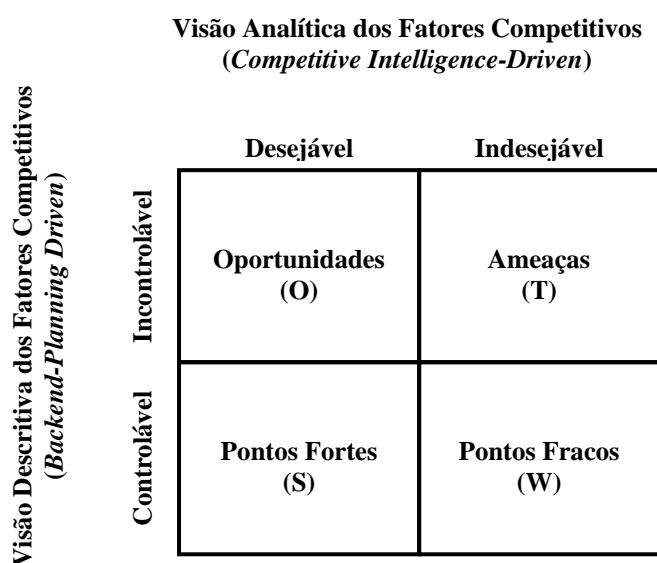 Visão Analítica dos Fatores Competitivos
(Competitive Intelligence-Driven)
Visão Descritiva dos Fatores Competitivos
(Backend-Planning Driven)
Desejável
Indesejável
Incontrolável
Oportunidades
(O)
Ameaças
(T)
Controlável
Pontos Fortes
(S)
Pontos Fracos
(W)